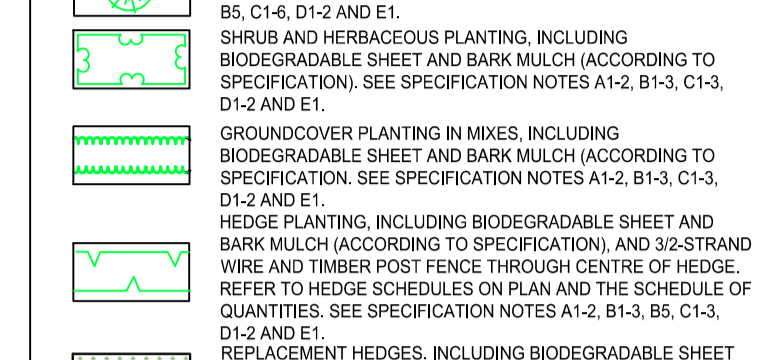 B5, C1-6, D1-2 AND E1.
SHRUB AND HERBACEOUS PLANTING, INCLUDING
BIODEGRADABLE SHEET AND BARK MULCH (ACCORDING TO
SPECIFICATION). SEE SPECIFICATION NOTES A1-2, B1-3, C1-3,
D1-2 AND E1.
GROUNDCOVER PLANTING IN MIXES, INCLUDING
BIODEGRADABLE SHEET AND BARK MULCH (ACCORDING TO
SPECIFICATION. SEE SPECIFICATION NOTES A1-2, B1-3, C1-3,
D1-2 AND E1.
HEDGE PLANTING, INCLUDING BIODEGRADABLE SHEET AND
BARK MULCH (ACCORDING TO SPECIFICATION), AND 3/2-STRAND
WIRE AND TIMBER POST FENCE THROUGH CENTRE OF HEDGE.
REFER TO HEDGE SCHEDULES ON PLAN AND THE SCHEDULE OF
QUANTITIES. SEE SPECIFICATION NOTES A1-2, B1-3, B5, C1-3,
D1-2 AND E1.
REPLACEMENT HEDGES, INCLUDING BIODEGRADABLE SHEET